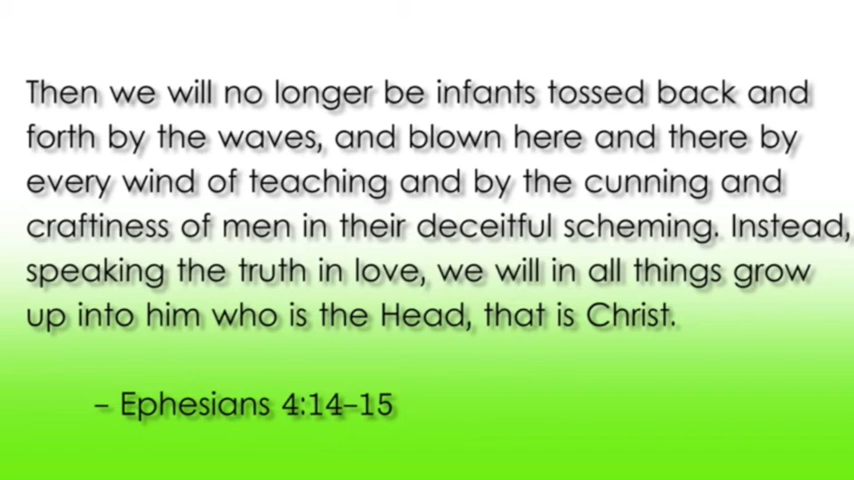 Then we will no longer be infants tossed back and
forth by the waves, and blown here and there by
every wind of teaching and by the cunning and
craftiness of men in their deceitful scheming. Instead,
speaking the truth in love, we will in all things grow
up into him who is the Head, that is Christ.
– Ephesians 4:14–15